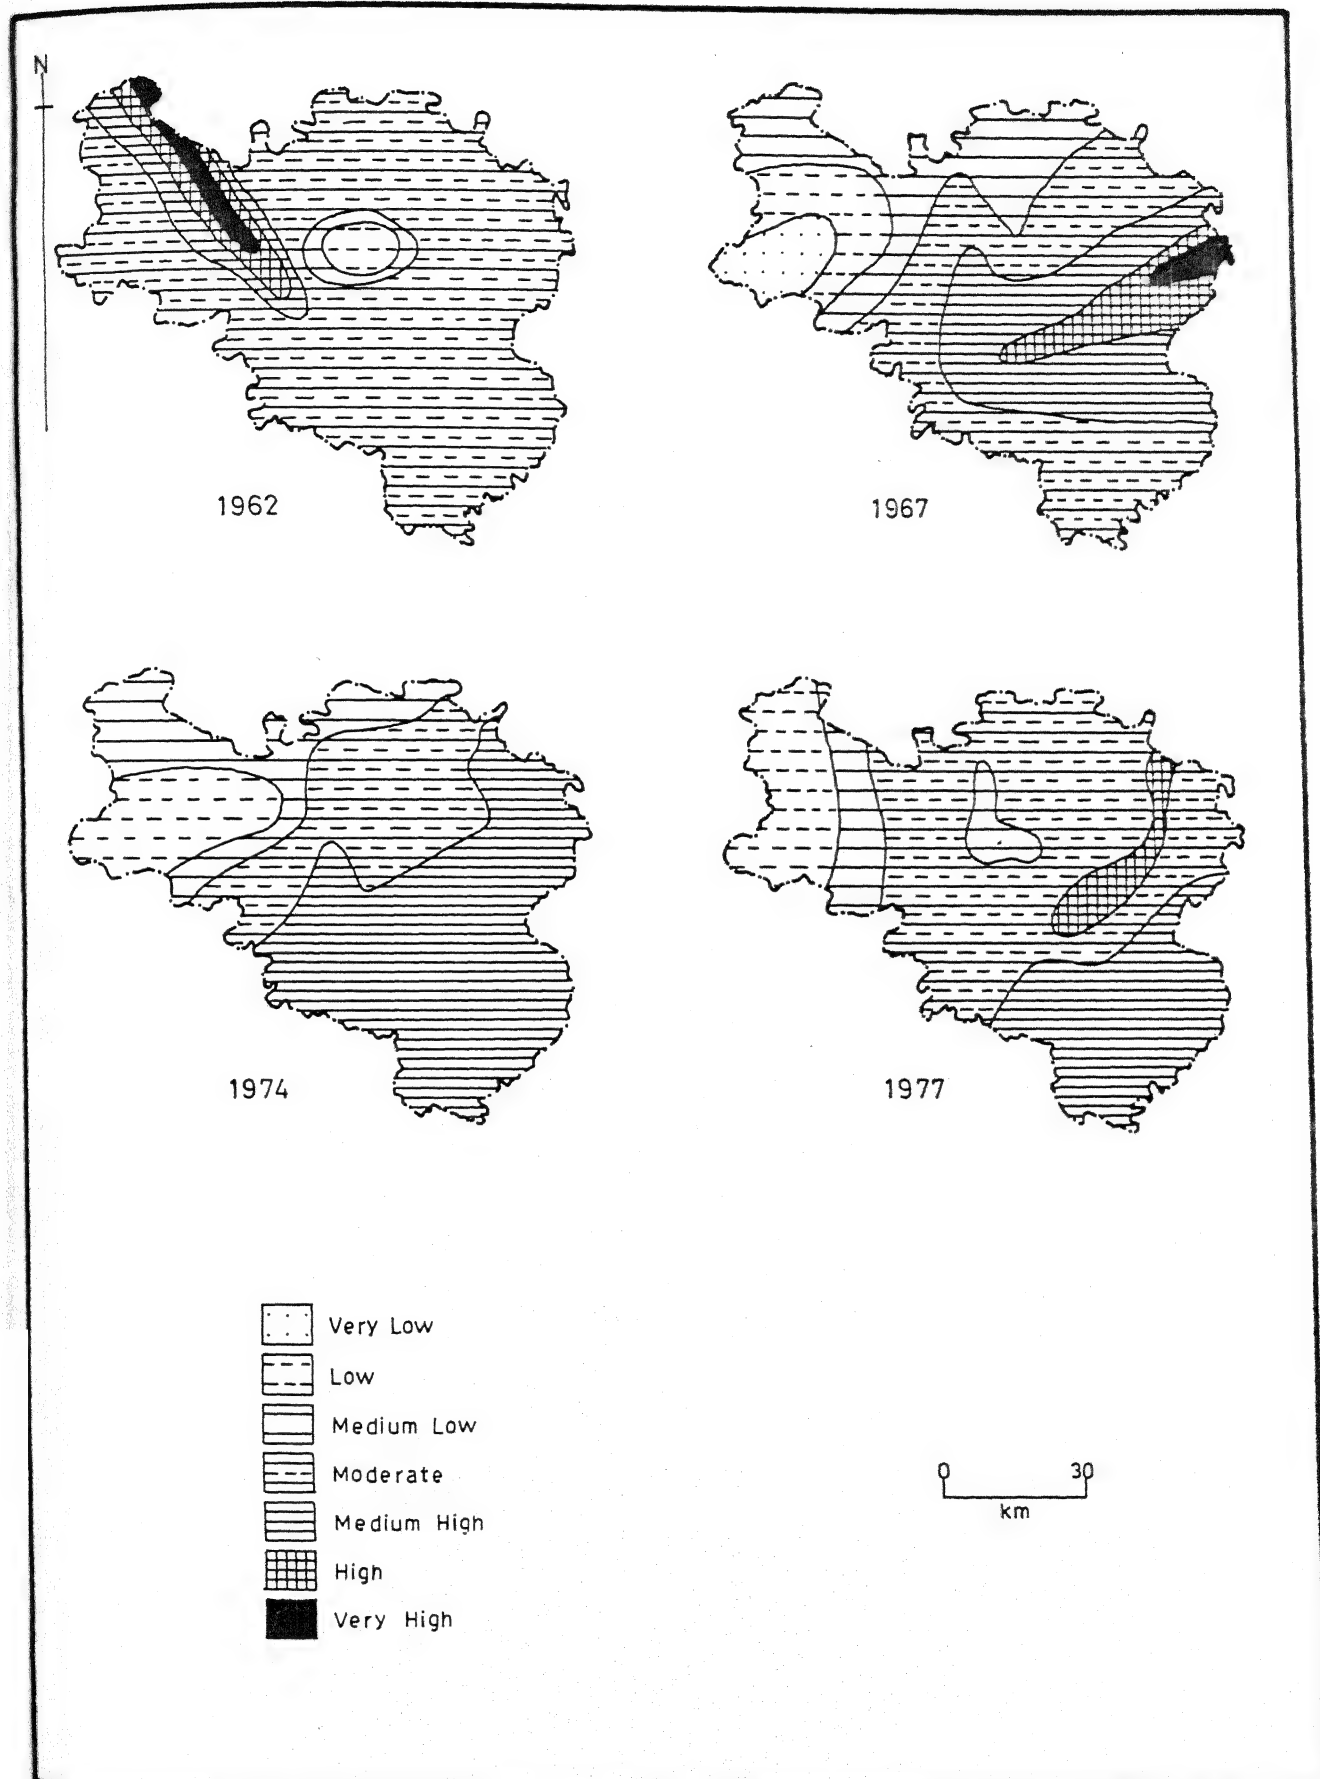 N
1962
1967
1974
1977
Very Low
Low
Medium Low
Moderate
Medium High
High
Very High
0 30
km